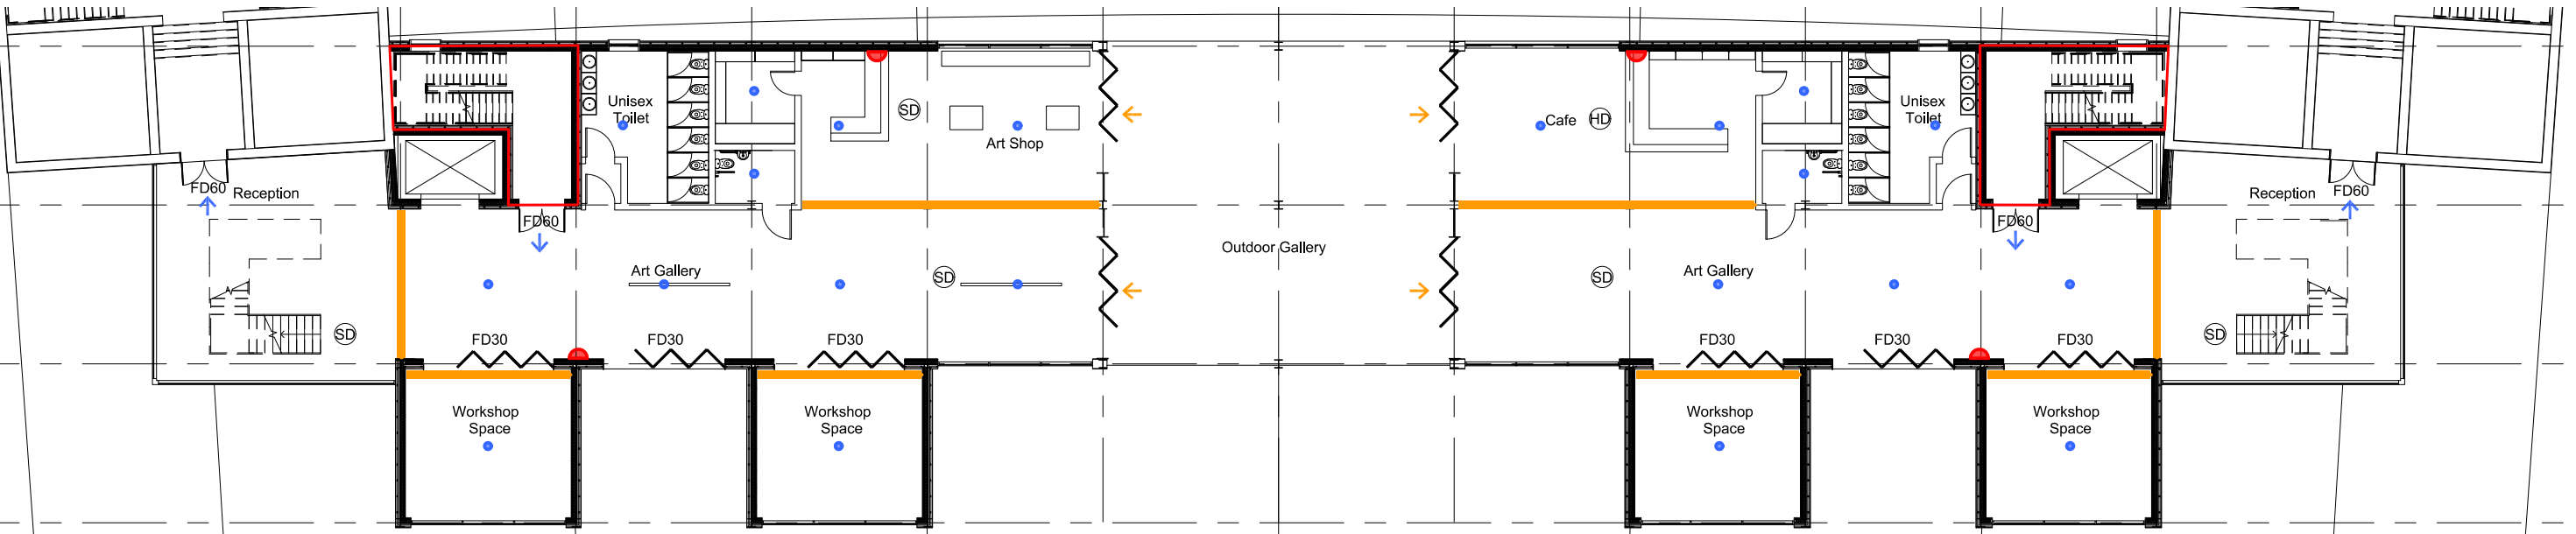 Unisex
Toilet
SD
Art Shop
Cafe
HD
Unisex
Toilet
FD60
Reception
FD60
Reception
FD60
FD60
Outdoor Gallery
Art Gallery
SD
SD
Art Gallery
SD
FD30
FD30
FD30
FD30
FD30
FD30
SD
Workshop
Space
Workshop
Space
Workshop
Space
Workshop
Space